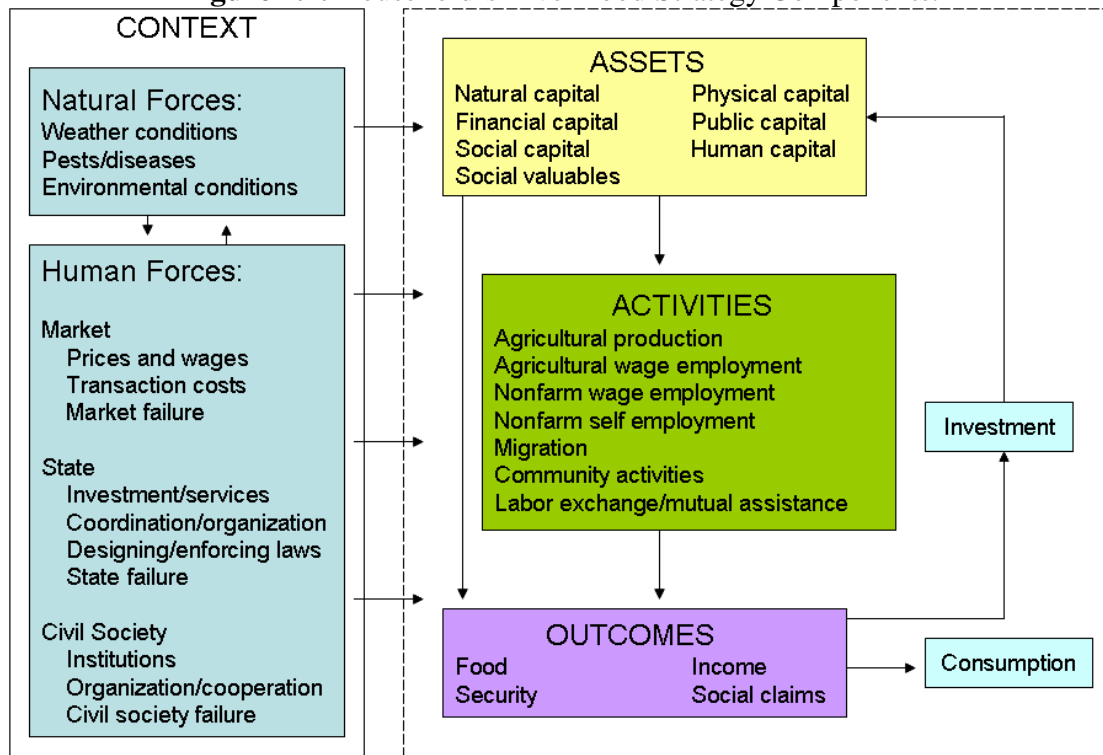 CONTEXT
Natural Forces:
Weather conditions
Pests/diseases
Environmental conditions
Human Forces:
Market
Prices and wages
Transaction costs
Market failure
State
Investment/services
Coordination/organization
Designing/enforcing laws
State failure
Civil Society
Institutions
Organization/cooperation
Civil society failure
ASSETS
Natural capital Physical capital
Financial capital Public capital
Social capital Human capital
Social valuables
ACTIVITIES
Agricultural production
Agricultural wage employment
Nonfarm wage employment
Nonfarm self employment
Migration
Community activities
Labor exchange/mutual assistance
Investment
OUTCOMES
Food Income
Security Social claims
Consumption